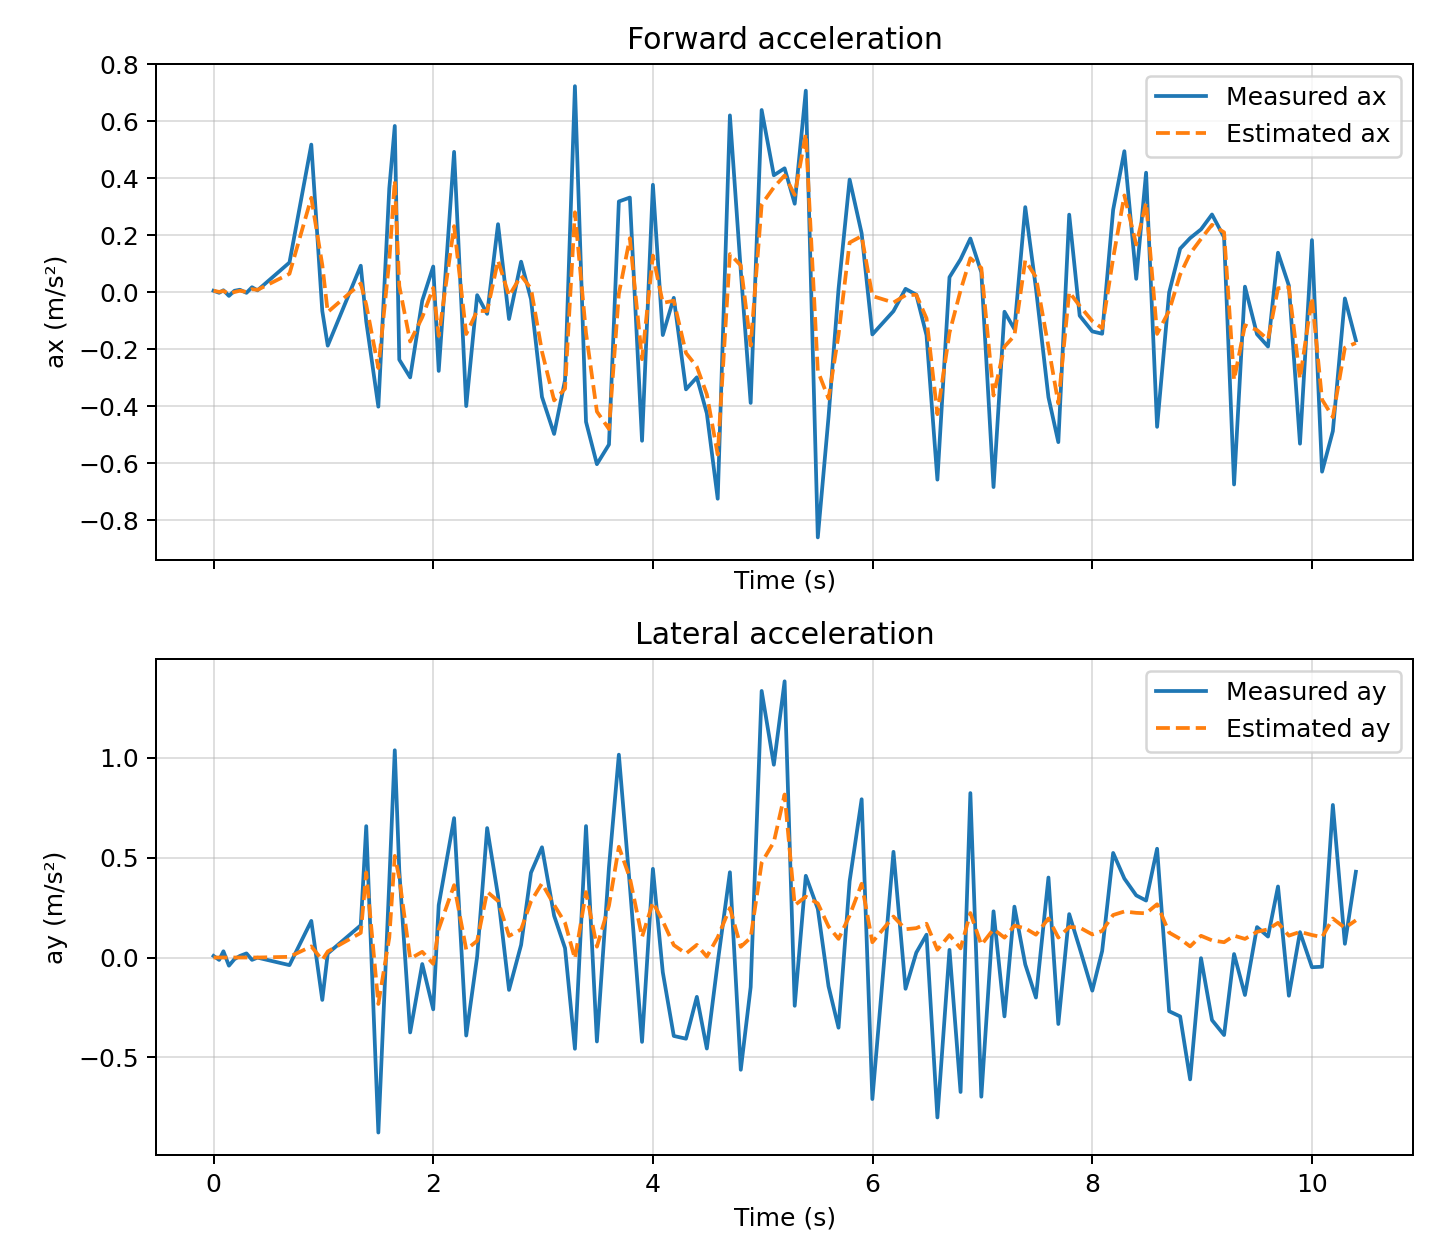 Forward acceleration
0.8
0.6
0.4
0.2
0.0
−0.2
−0.4
−0.6
−0.8
ax (m/s²)
Measured ax
Estimated ax
Time (s)
Lateral acceleration
1.0
0.5
0.0
−0.5
ay (m/s²)
Measured ay
Estimated ay
0 2 4 6 8 10
Time (s)